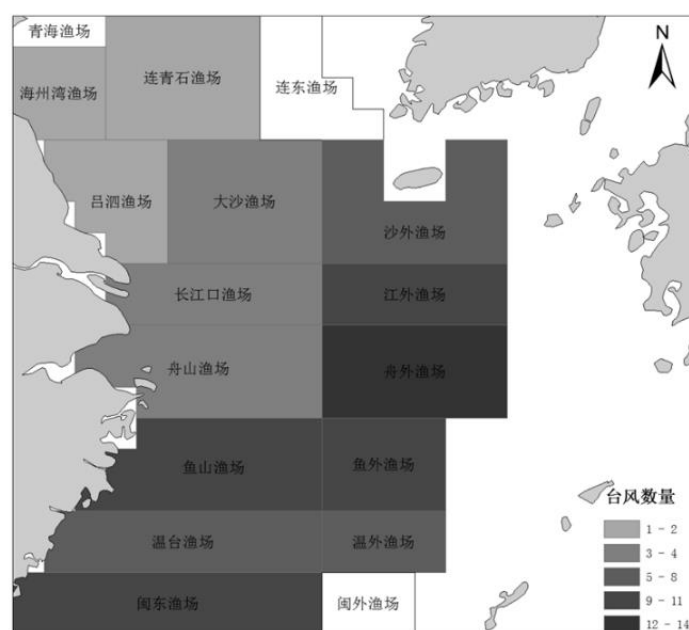 青海渔场
N
连青石渔场
连东渔场
海州湾渔场
吕泗渔场
大沙渔场
沙外渔场
长江口渔场
江外渔场
舟山渔场
舟外渔场
鱼山渔场
鱼外渔场
台风数量
1 - 2
3 - 4
温台渔场
温外渔场
5 - 8
9 - 11
闽东渔场
闽外渔场
12 - 14